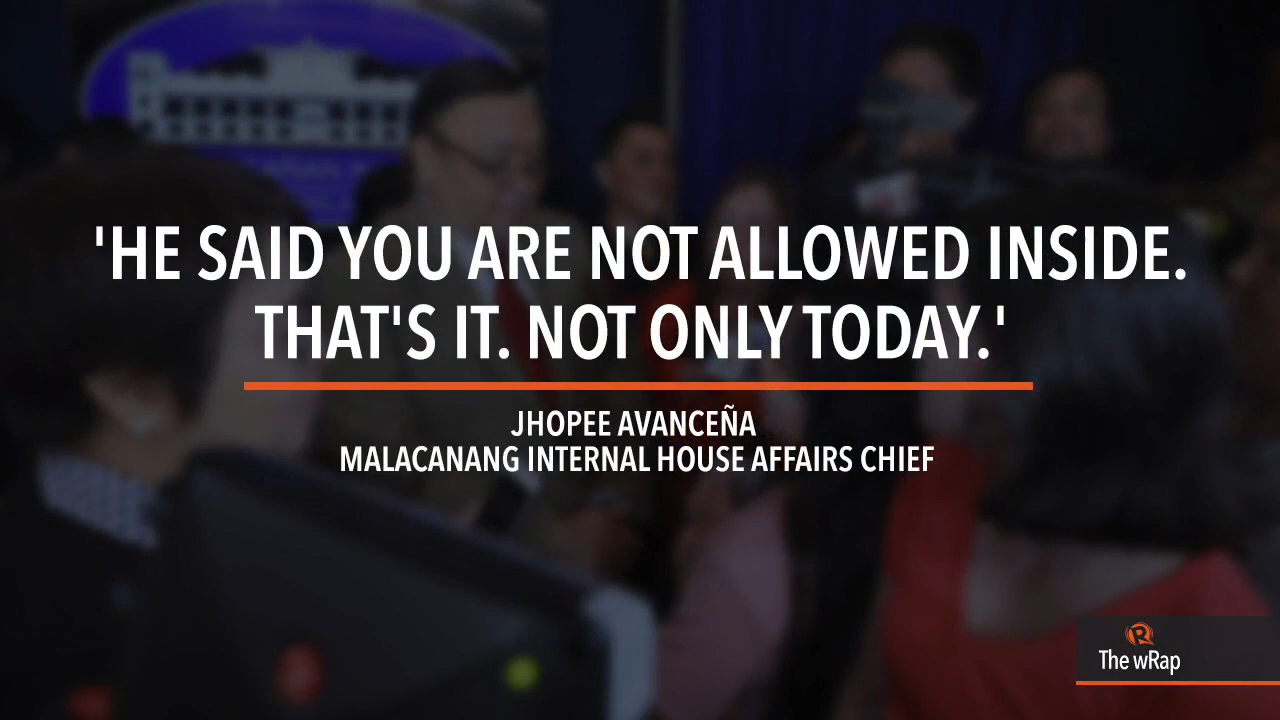 'HE SAID YOU ARE NOT ALLOWED INSIDE.
THAT'S IT. NOT ONLY TODAY.'
JHOPEE AVANCEÑA
MALACANANG INTERNAL HOUSE AFFAIRS CHIEF
R
The wRap